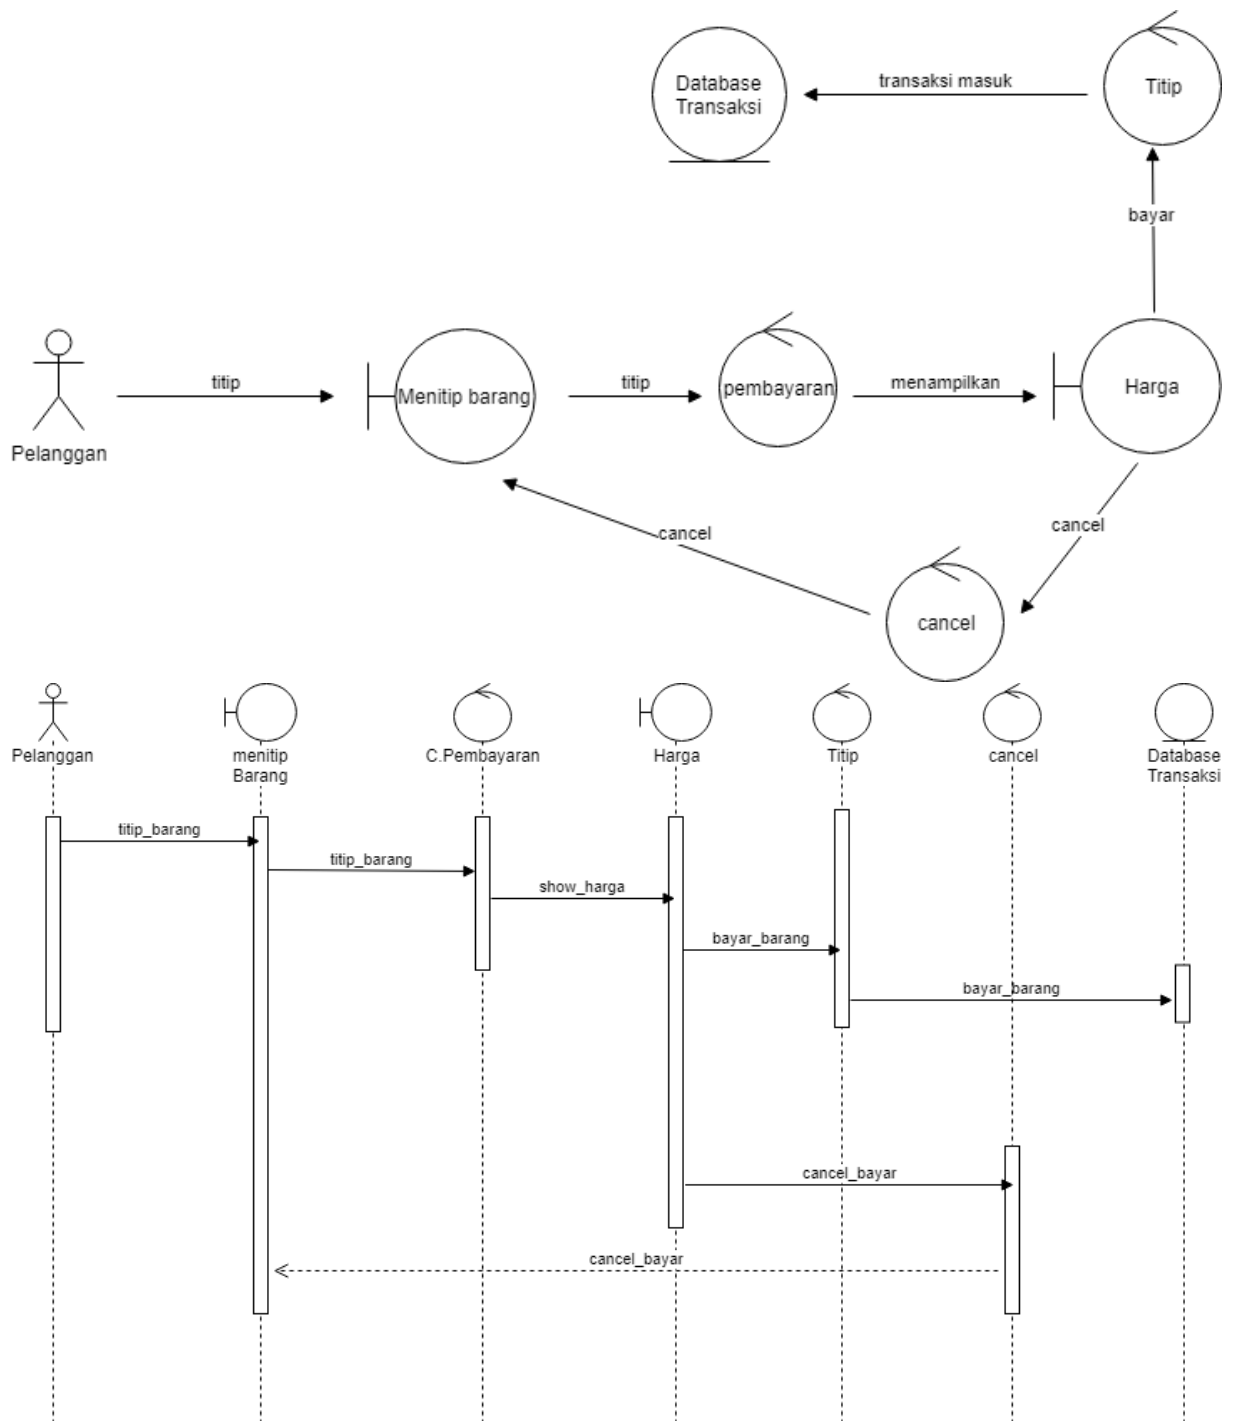 Database
Transaksi
transaksi masuk
Titip
bayar
titip
Menitip barang
titip
pembayaran
menampilkan
Harga
Pelanggan
cancel
cancel
cancel
Pelanggan
menitip
Barang
C.Pembayaran
Harga
Titip
cancel
Database
Transaksi
titip_barang
titip_barang
show_harga
bayar_barang
bayar_barang
cancel_bayar
cancel_bayar